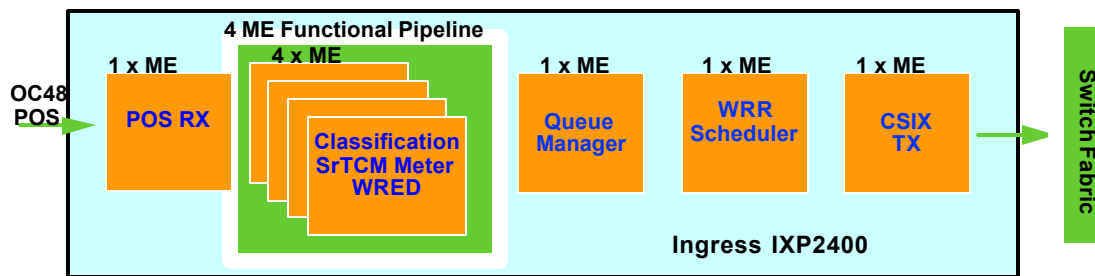 4 ME Functional Pipeline
1 x ME
4 x ME
1 x ME
1 x ME
1 x ME
OC48
POS
POS RX
Classification
SrTCM Meter
WRED
Queue
Manager
WRR
Scheduler
CSIX
TX
Switch Fabric
Ingress IXP2400